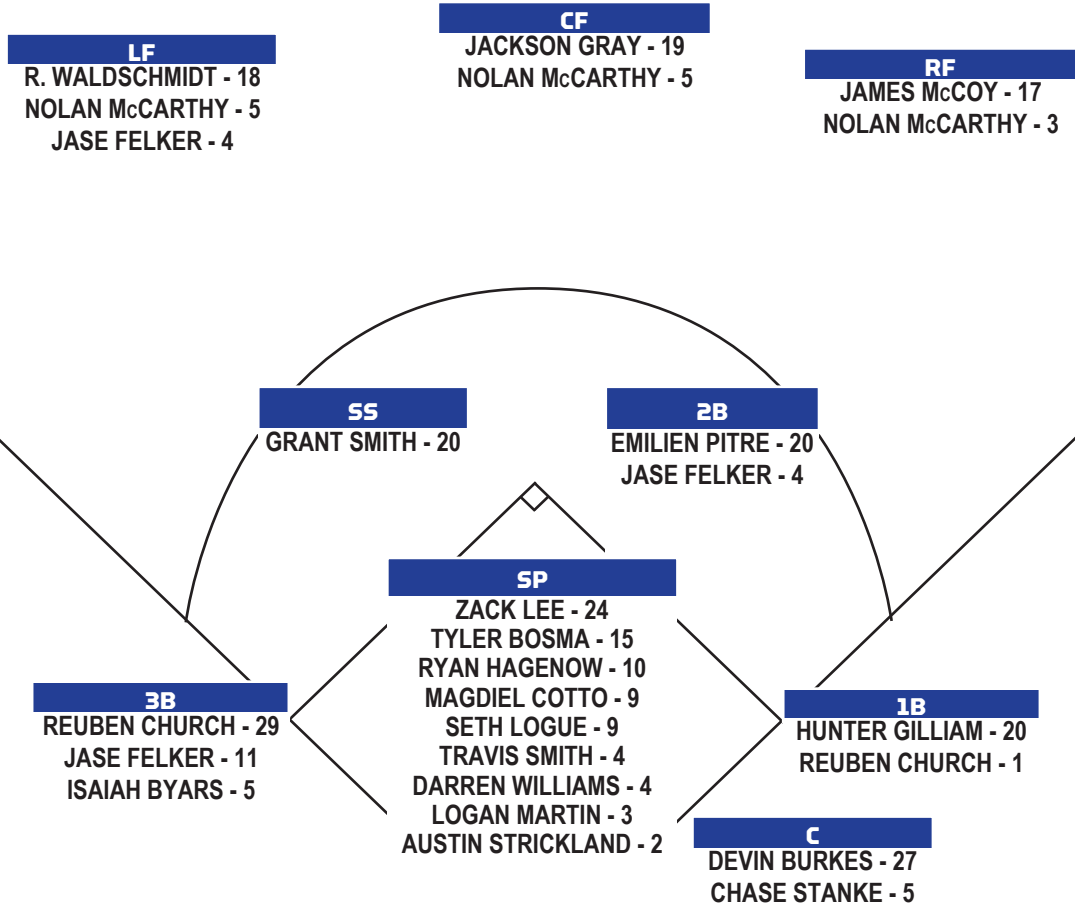 CF
JACKSON GRAY - 19
NOLAN McCARTHY - 5
LF
R. WALDSCHMIDT - 18
NOLAN McCARTHY - 5
JASE FELKER - 4
RF
JAMES McCOY - 17
NOLAN McCARTHY - 3
SS
GRANT SMITH - 20
2B
EMILIEN PITRE - 20
JASE FELKER - 4
SP
ZACK LEE - 24
TYLER BOSMA - 15
RYAN HAGENOW - 10
MAGDIEL COTTO - 9
SETH LOGUE - 9
TRAVIS SMITH - 4
DARREN WILLIAMS - 4
LOGAN MARTIN - 3
AUSTIN STRICKLAND - 2
3B
REUBEN CHURCH - 29
JASE FELKER - 11
ISAIAH BYARS - 5
1B
HUNTER GILLIAM - 20
REUBEN CHURCH - 1
C
DEVIN BURKES - 27
CHASE STANKE - 5